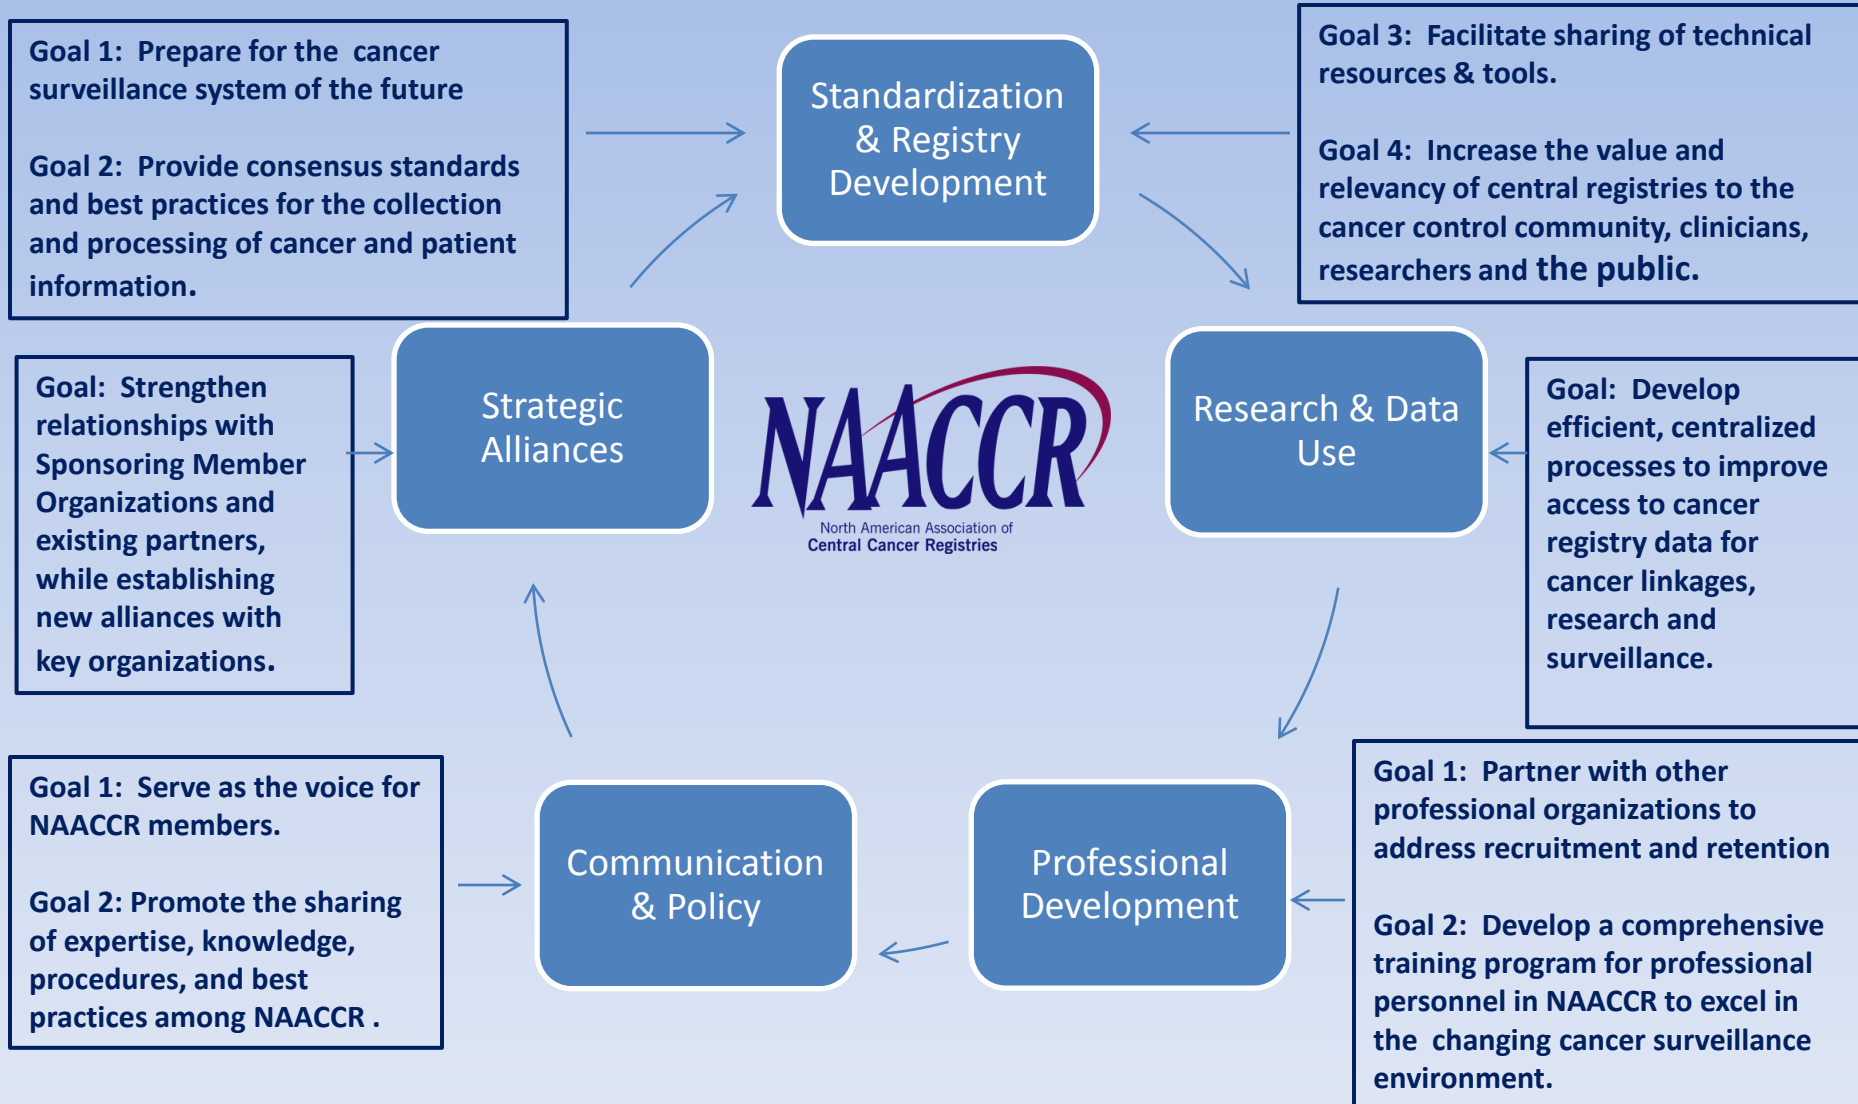 Goal 1: Prepare for the cancer
surveillance system of the future
Goal 2: Provide consensus standards
and best practices for the collection
and processing of cancer and patient
information.
Standardization
& Registry
Development
Goal 3: Facilitate sharing of technical
resources & tools.
Goal 4: Increase the value and
relevancy of central registries to the
cancer control community, clinicians,
researchers and the public.
Goal: Strengthen
relationships with
Sponsoring Member
Organizations and
existing partners,
while establishing
new alliances with
key organizations.
Strategic
Alliances
NAACCR
North American Association of
Central Cancer Registries
Research & Data
Use
Goal: Develop
efficient, centralized
processes to improve
access to cancer
registry data for
cancer linkages,
research and
surveillance.
Goal 1: Serve as the voice for
NAACCR members.
Goal 2: Promote the sharing
of expertise, knowledge,
procedures, and best
practices among NAACCR .
Communication
& Policy
Professional
Development
Goal 1: Partner with other
professional organizations to
address recruitment and retention
Goal 2: Develop a comprehensive
training program for professional
personnel in NAACCR to excel in
the changing cancer surveillance
environment.